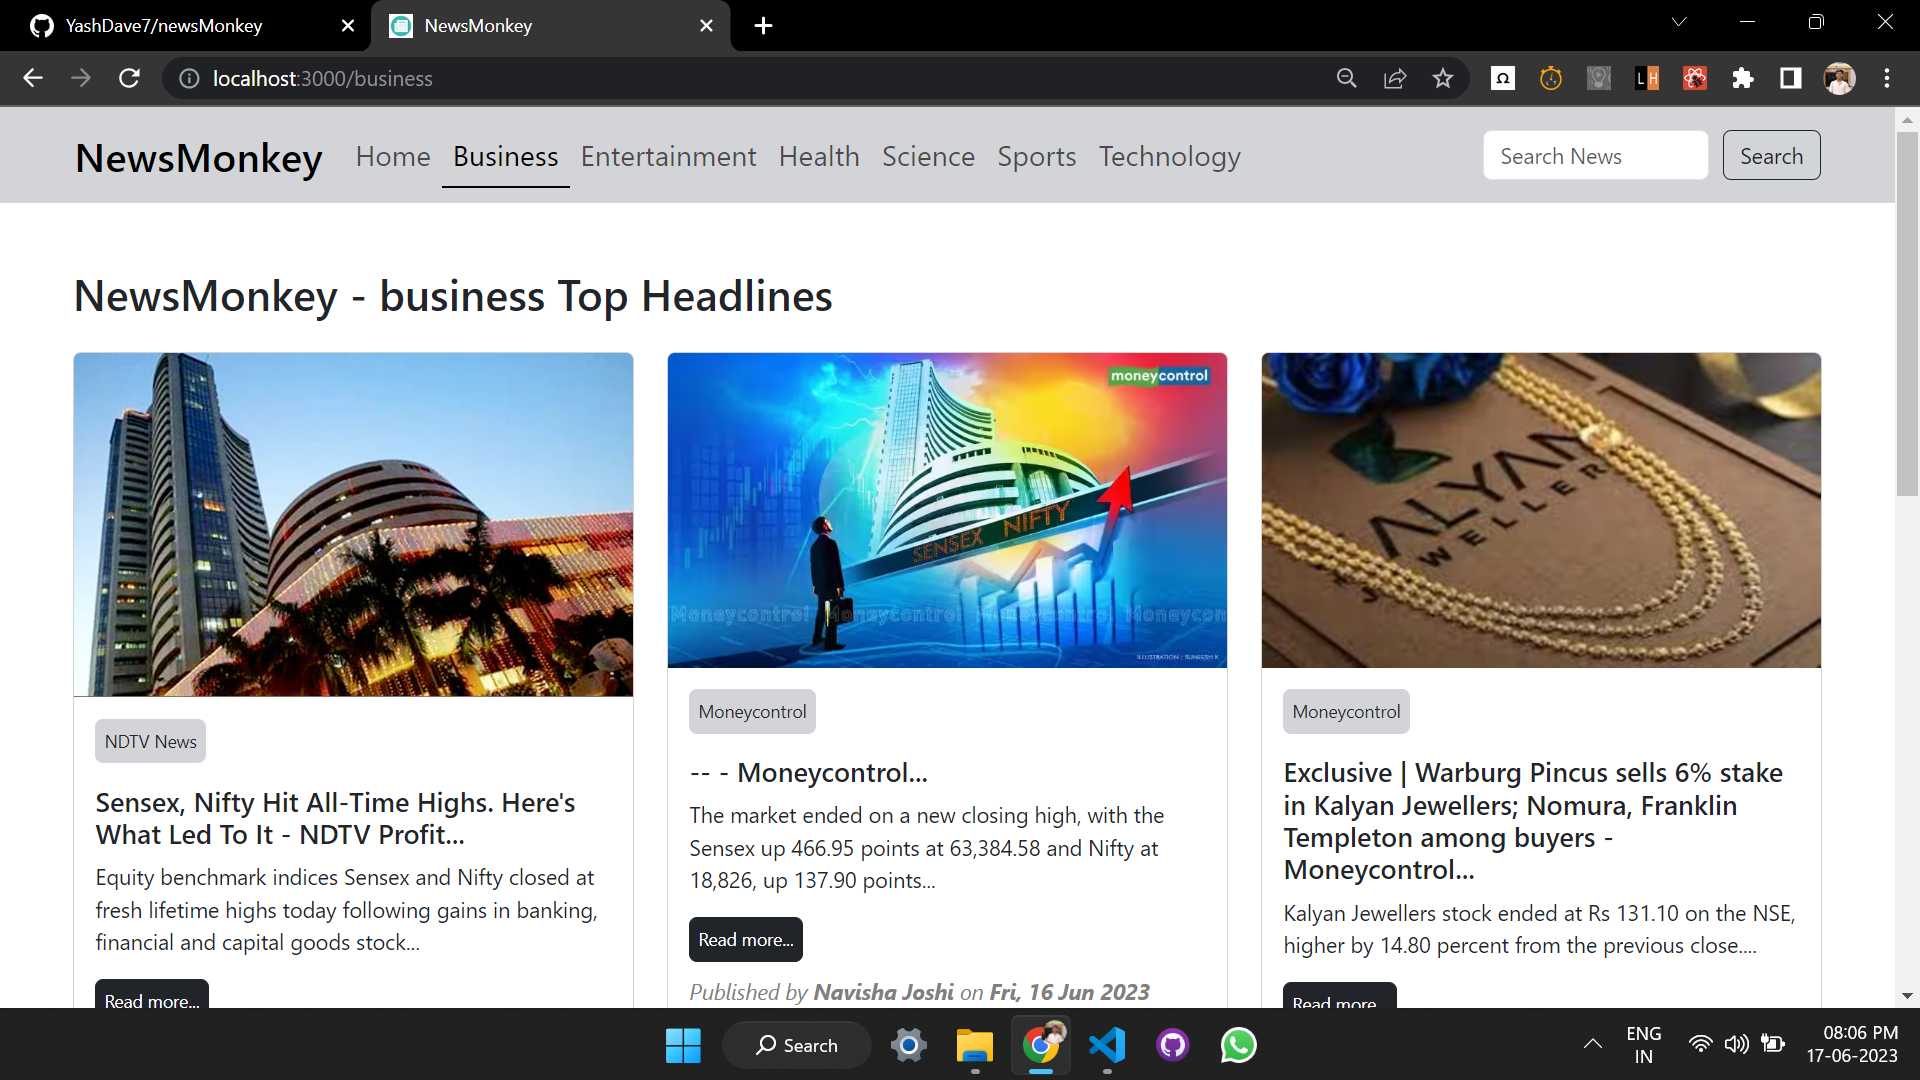 YashDave7/newsMonkey
NewsMonkey
localhost:3000/business
NewsMonkey
Home
Business
Entertainment
Health
Science
Sports
Technology
Search News
Search
NewsMonkey - business Top Headlines
NDTV News
Sensex, Nifty Hit All-Time Highs. Here's
What Led To It - NDTV Profit...
Equity benchmark indices Sensex and Nifty closed at
fresh lifetime highs today following gains in banking,
financial and capital goods stock...
Read more...
moneycontrol
SENSEX NIFTY
Moneycontrol MoneyControl Moneycontrol Moneycon
ILLUSTRATION : SUNEESH K
Moneycontrol
-- - Moneycontrol...
The market ended on a new closing high, with the
Sensex up 466.95 points at 63,384.58 and Nifty at
18,826, up 137.90 points...
Read more...
Published by Navisha Joshi on Fri, 16 Jun 2023
ALYAN
WELLERS
Moneycontrol
Exclusive | Warburg Pincus sells 6% stake
in Kalyan Jewellers; Nomura, Franklin
Templeton among buyers -
Moneycontrol...
Kalyan Jewellers stock ended at Rs 131.10 on the NSE,
higher by 14.80 percent from the previous close....
Read more...
Search
ENG
IN
08:06 PM
17-06-2023